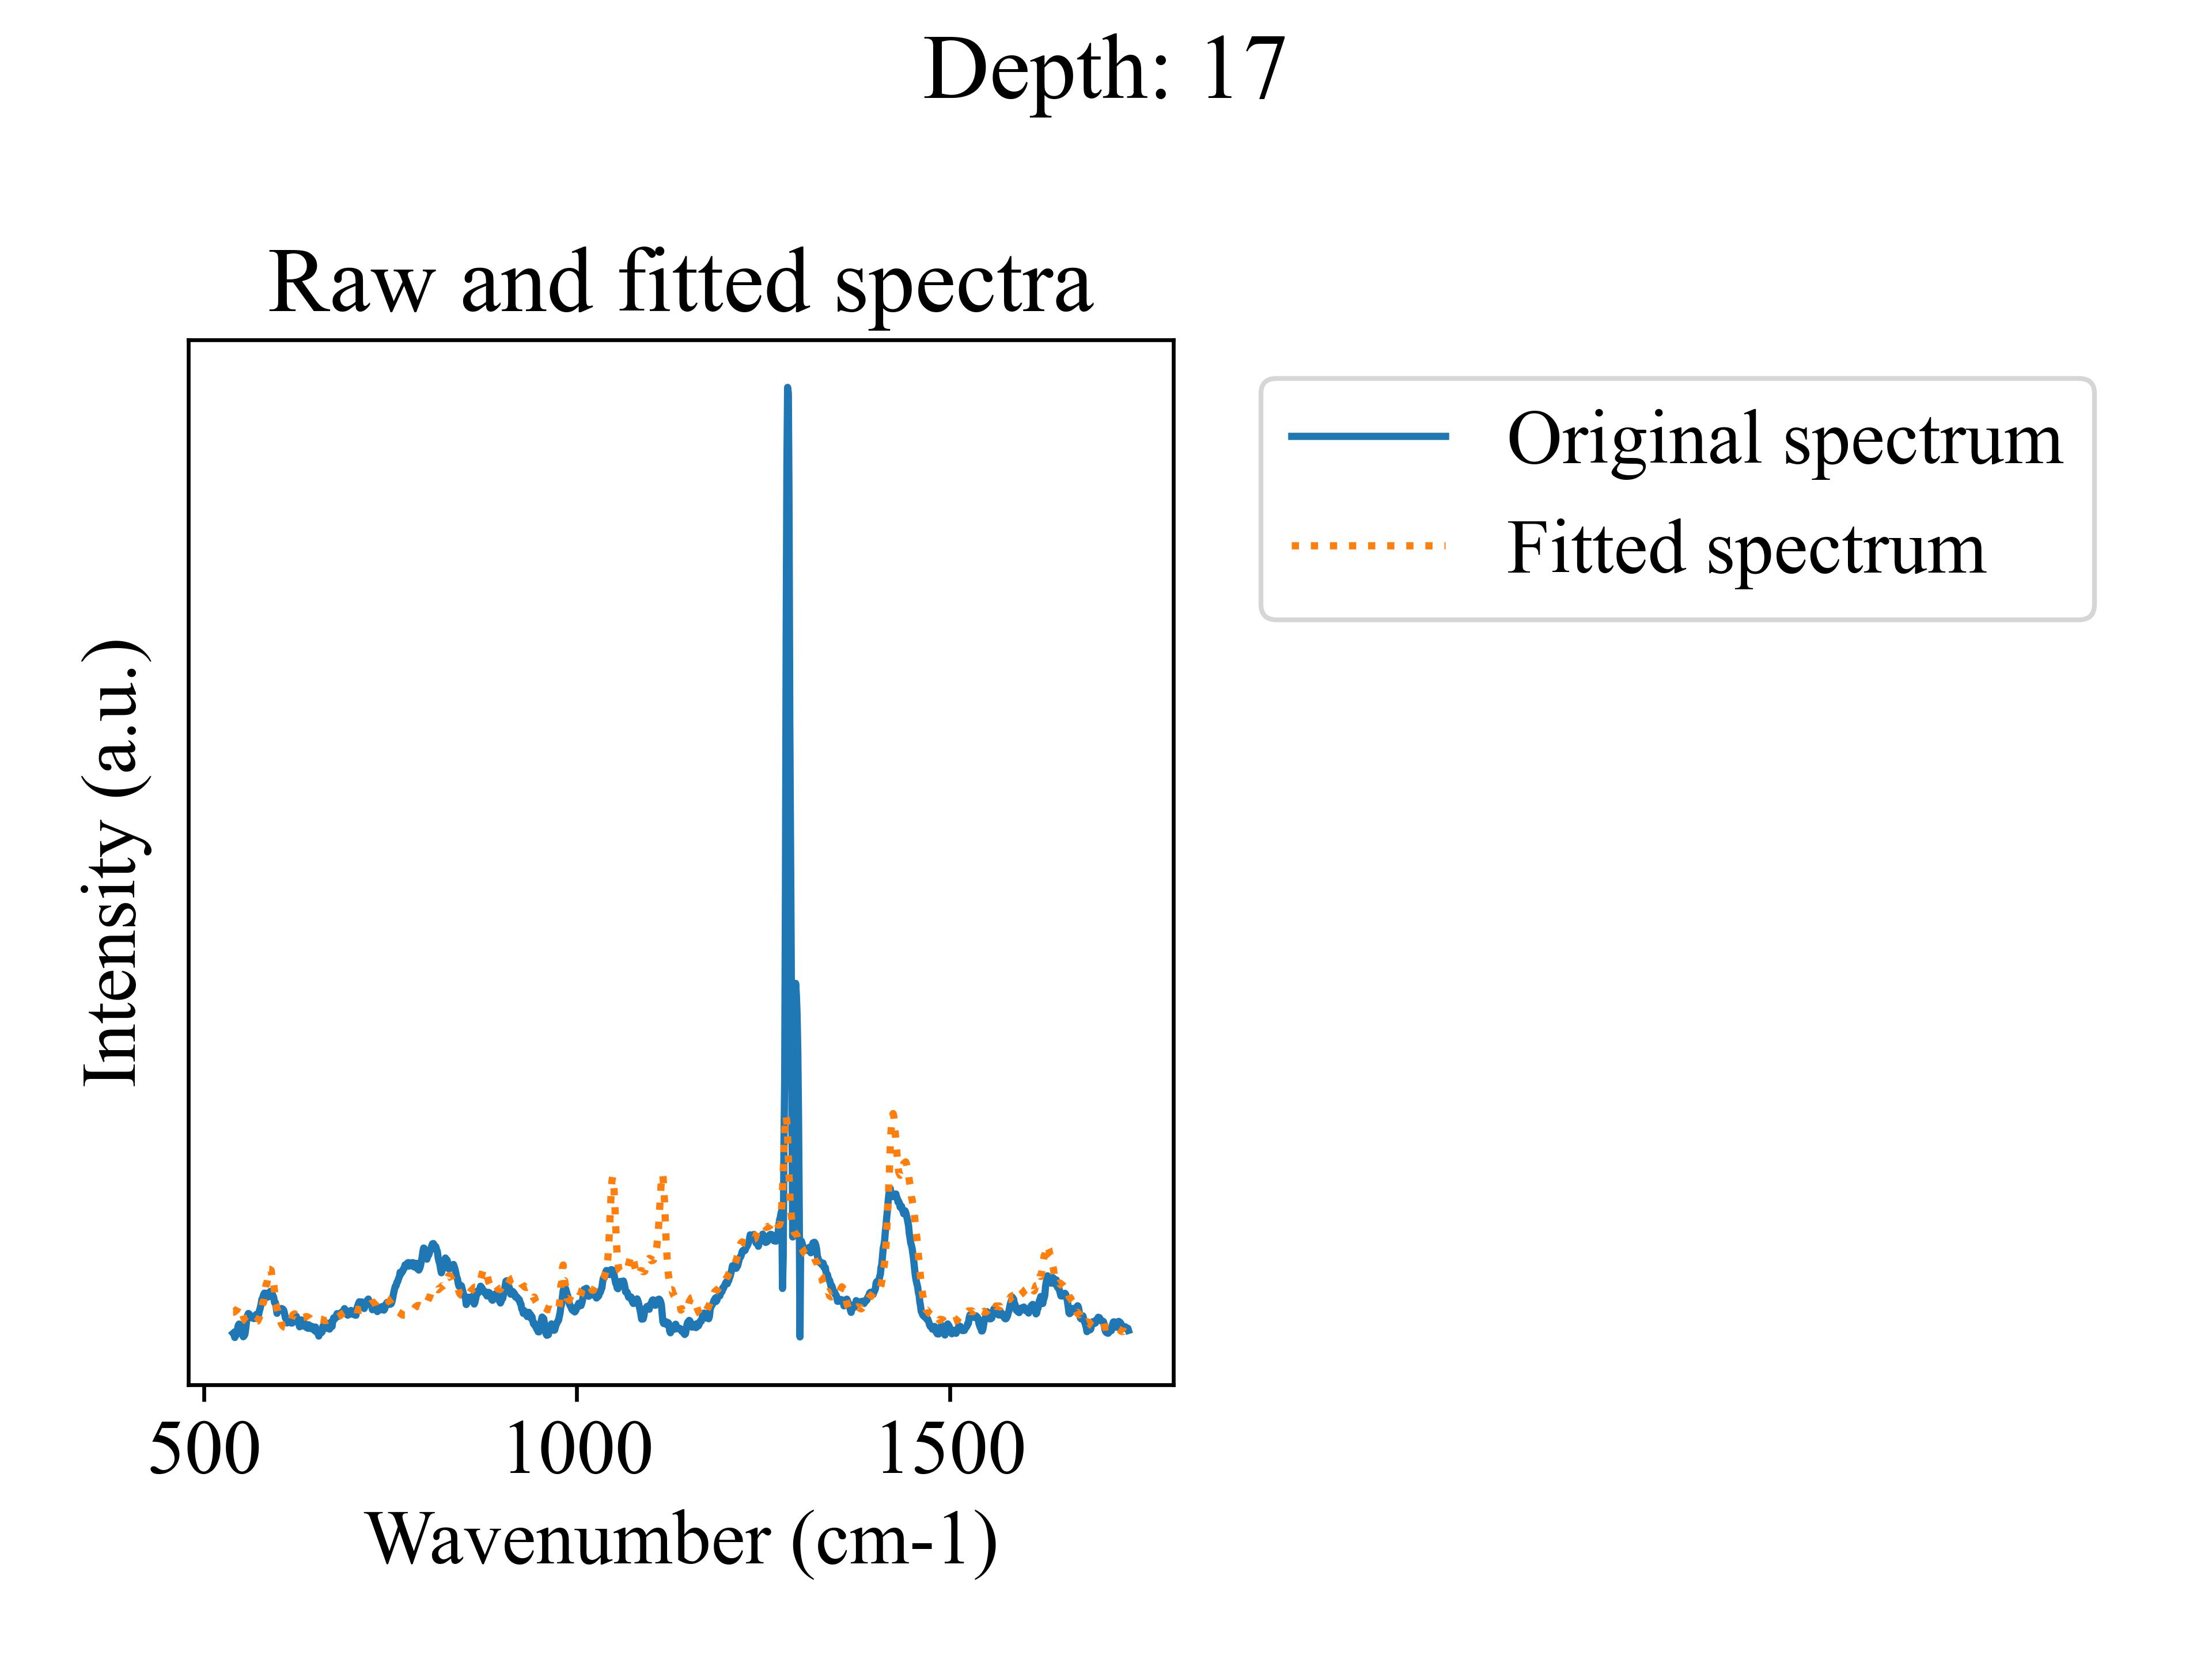 Depth: 17
Raw and fitted spectra
Original spectrum
Fitted spectrum
Intensity (a.u.)
500 1000 1500
Wavenumber (cm-1)